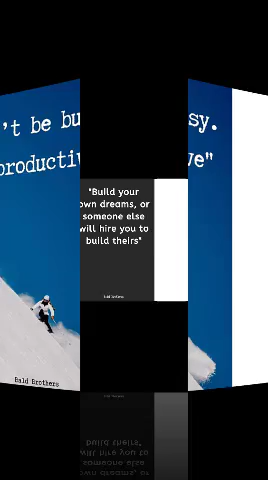 't be bu
sy.
productiv
ve"
"Build your
own dreams, or
someone else
will hire you to
build theirs"
Bald Brothers
Bald Brothers